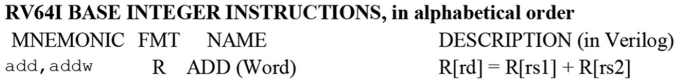 RV64I BASE INTEGER INSTRUCTIONS, in alphabetical order
MNEMONIC FMT NAME DESCRIPTION (in Verilog)
add,addw R ADD (Word) R[rd] = R[rs1] + R[rs2]